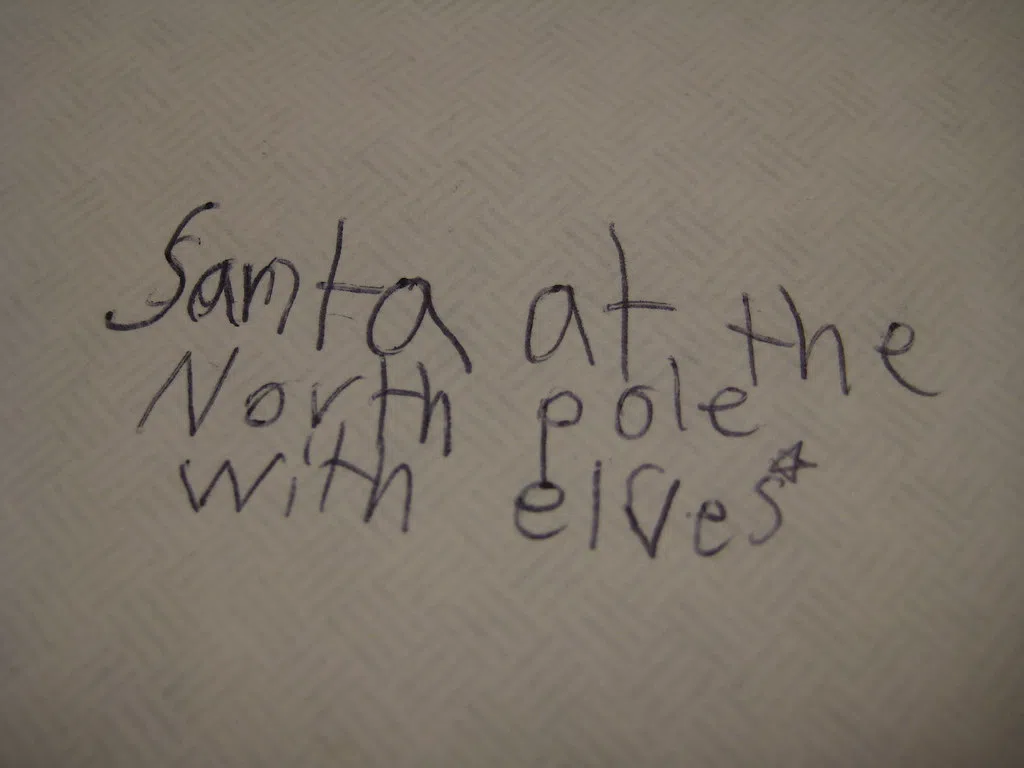 Santa at the
North pole
with elves☆